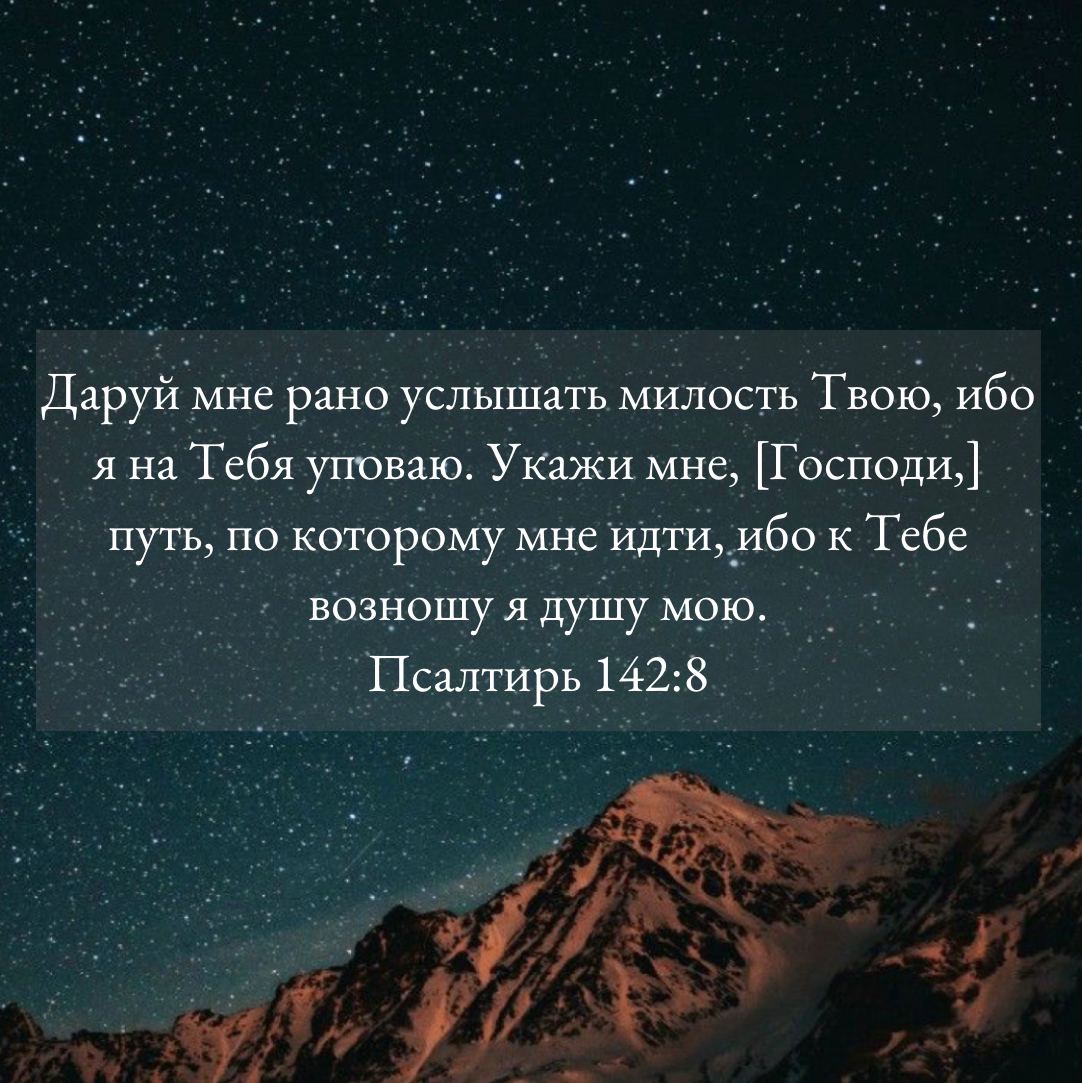 Даруй мне рано услышать милость Твою, ибо
я на Тебя уповаю. Укажи мне, [Господи,]
путь, по которому мне идти, ибо к Тебе
возношу я душу мою.
Псалтирь 142:8